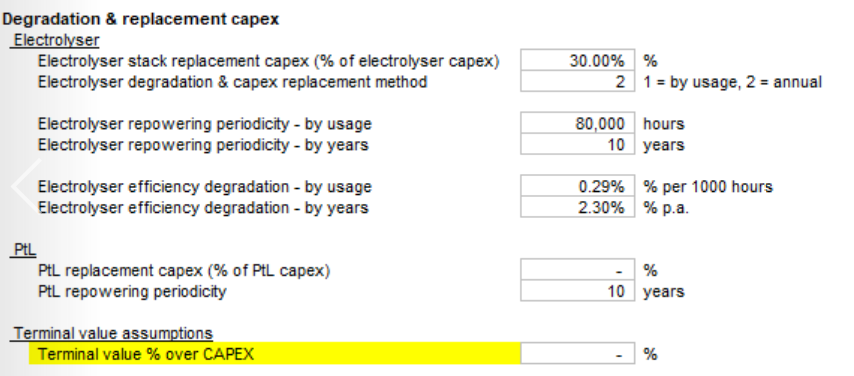 Degradation & replacement capex
Electrolyser
Electrolyser stack replacement capex (% of electrolyser capex) 30.00% %
Electrolyser degradation & capex replacement method 2 1 = by usage, 2 = annual
Electrolyser repowering periodicity - by usage 80,000 hours
Electrolyser repowering periodicity - by years 10 years
Electrolyser efficiency degradation - by usage 0.29% % per 1000 hours
Electrolyser efficiency degradation - by years 2.30% % p.a.
PtL
PtL replacement capex (% of PtL capex) - %
PtL repowering periodicity 10 years
Terminal value assumptions
Terminal value % over CAPEX - %